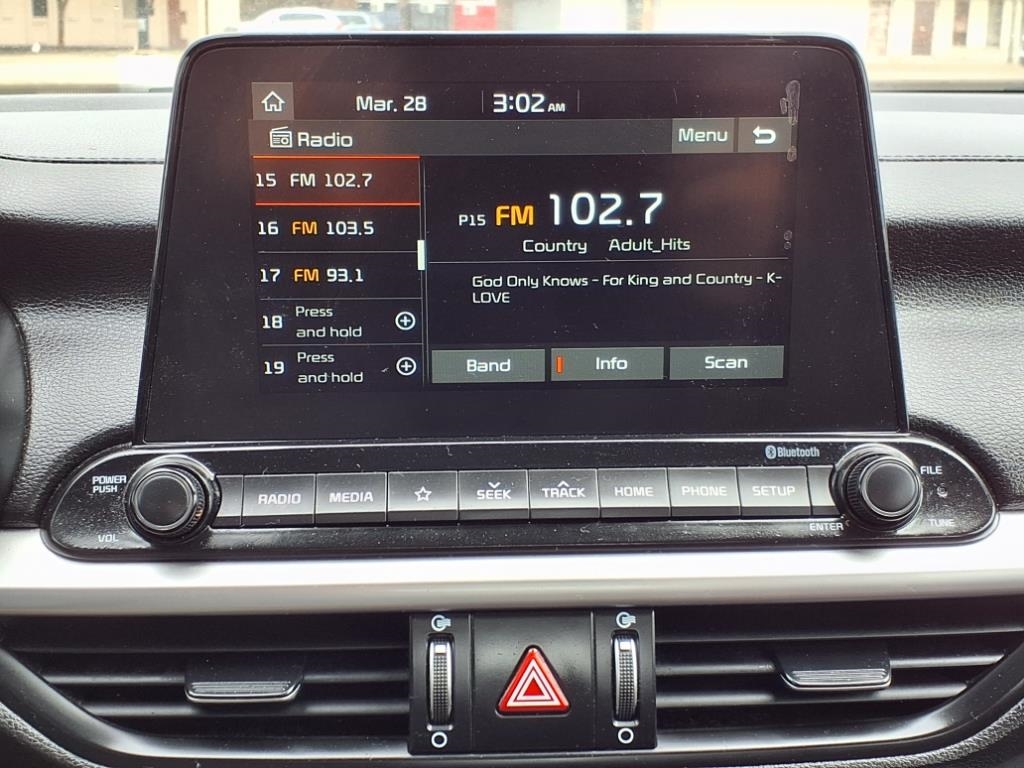 Mar. 28 3:02 AM
Radio Menu
15 FM 102.7
16 FM 103.5
17 FM 93.1
18 Press and hold
19 Press and hold
P15 FM 102.7
Country Adult_Hits
God Only Knows - For King and Country - K-
LOVE
Band Info Scan
Bluetooth
POWER
PUSH
VOL
RADIO MEDIA SEEK TRACK HOME PHONE SETUP
FILE
TUNE
ENTER